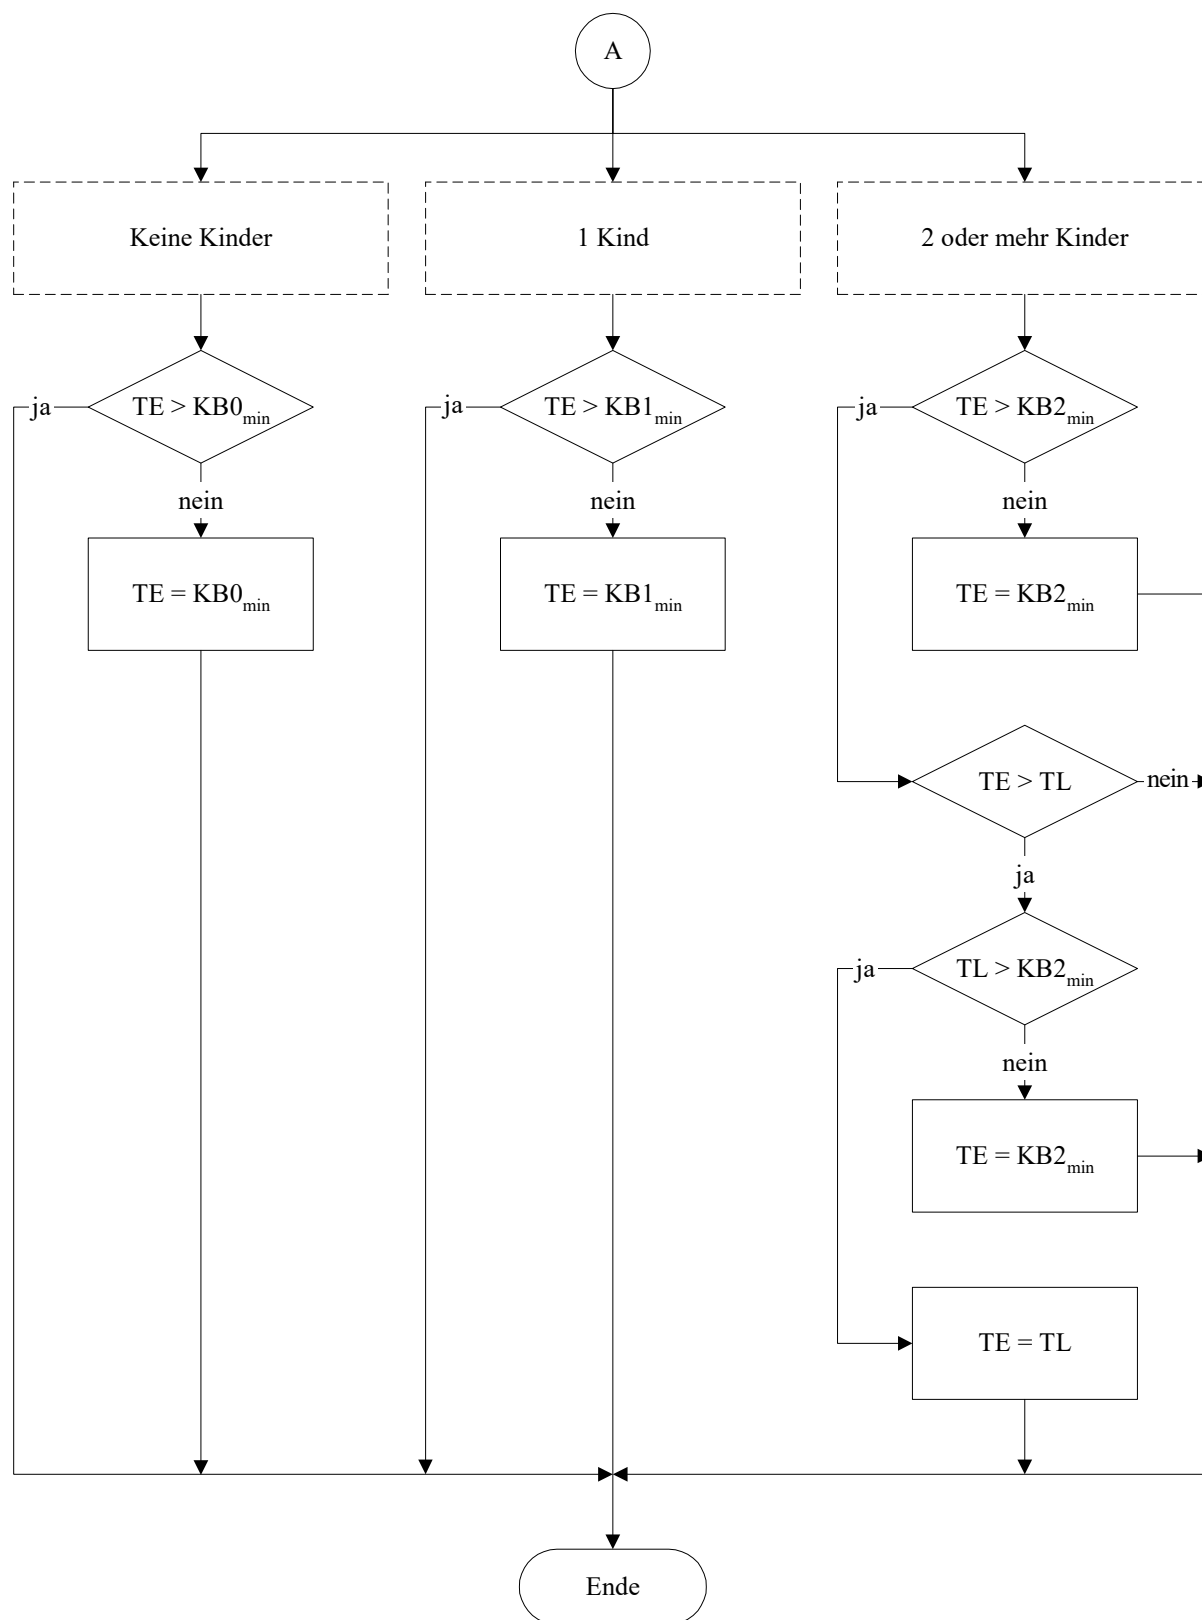 A
Keine Kinder
1 Kind
2 oder mehr Kinder
ja
TE > KB0min
ja
TE > KB1min
ja
TE > KB2min
nein
nein
nein
TE = KB0min
TE = KB1min
TE = KB2min
TE > TL
nein
ja
ja
TL > KB2min
nein
TE = KB2min
TE = TL
Ende